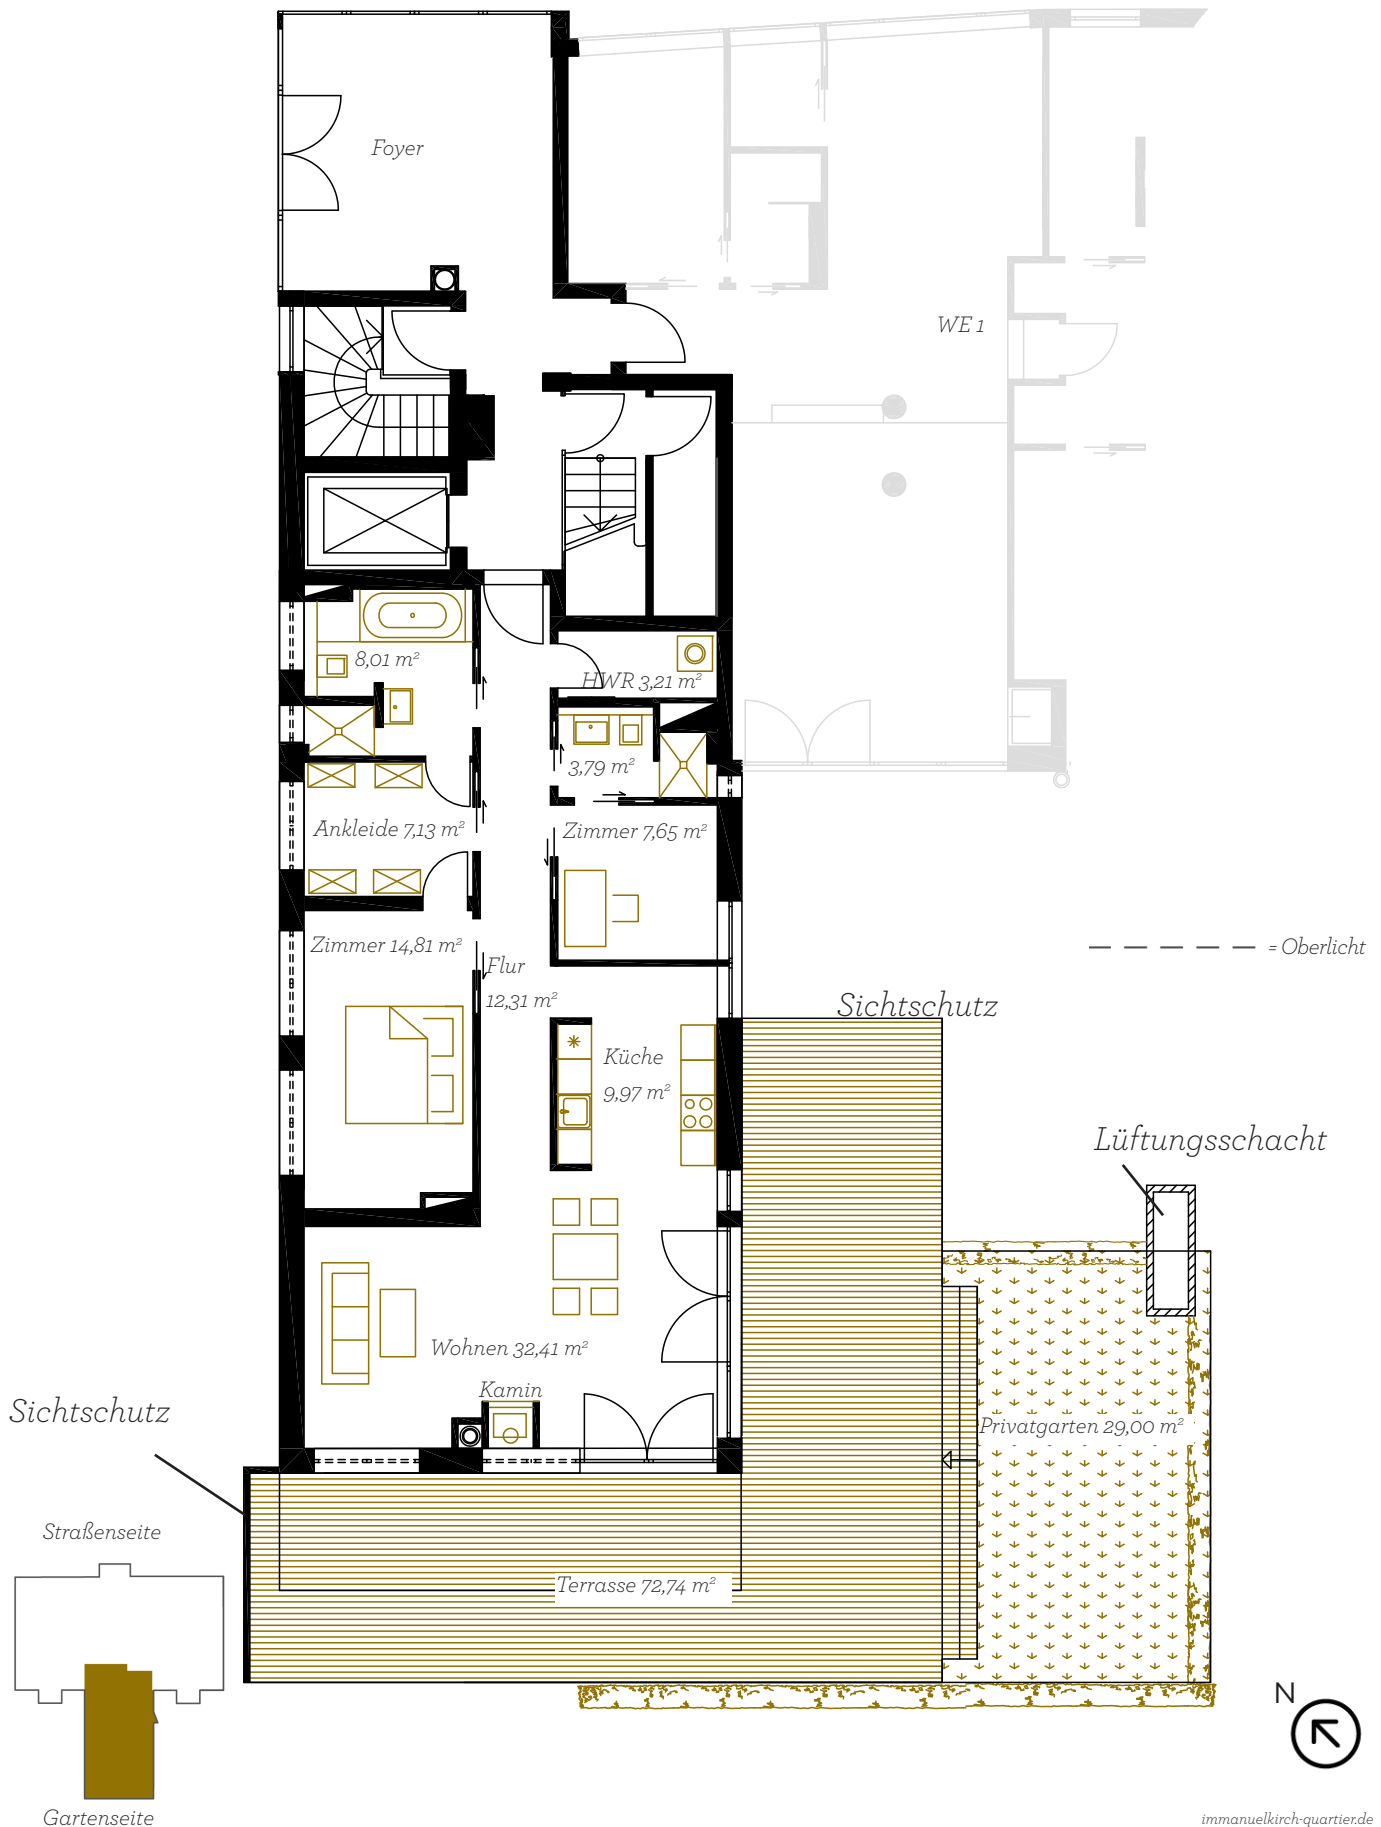 Foyer
WE 1
8,01 m²
HWR 3,21 m²
3,79 m²
Ankleide 7,13 m²
Zimmer 7,65 m²
Zimmer 14,81 m²
Flur
12,31 m²
= Oberlicht
Sichtschutz
Küche
9,97 m²
Lüftungsschacht
Wohnen 32,41 m²
Kamin
Sichtschutz
Privatgarten 29,00 m²
Straßenseite
Terrasse 72,74 m²
N
Gartenseite
immanuelkirch-quartier.de